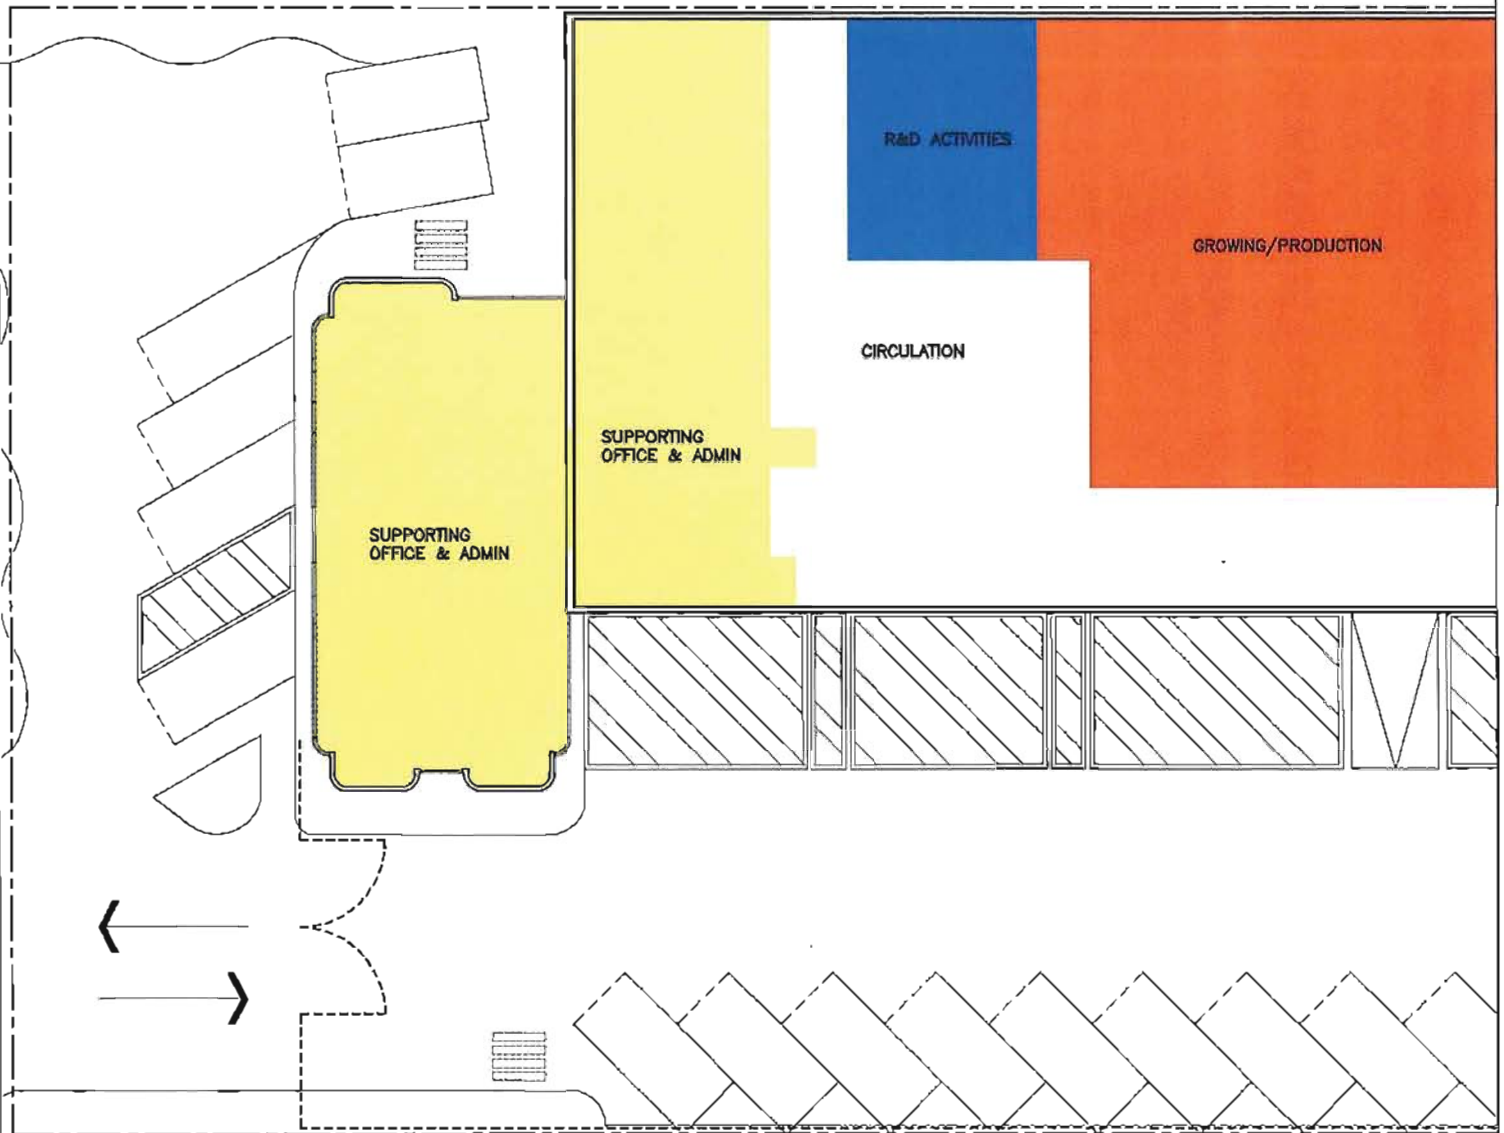 R&D ACTIVITIES
GROWING/PRODUCTION
CIRCULATION
SUPPORTING
OFFICE & ADMIN
SUPPORTING
OFFICE & ADMIN